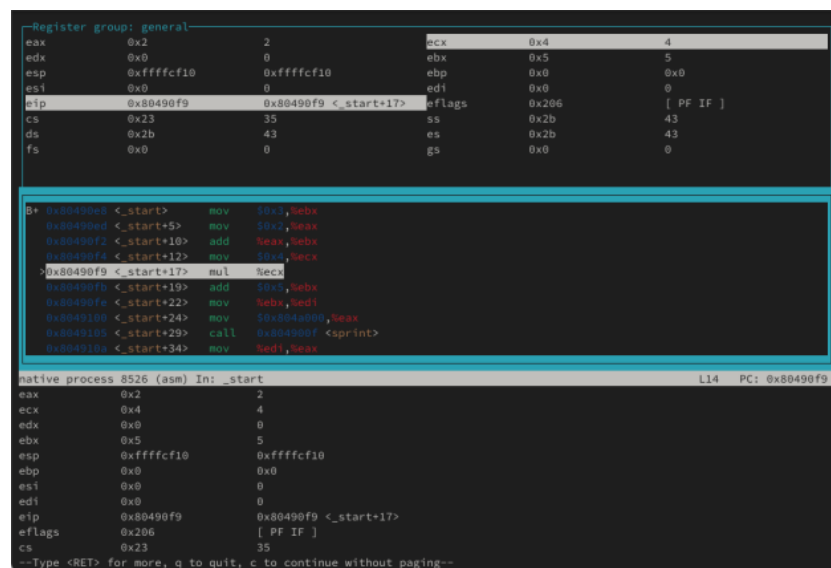 Register group: general
eax 0x2 2 ecx 0x4 4
edx 0x0 0 ebx 0x5 5
esp 0xffffcf10 0xffffcf10 ebp 0x0 0x0
esi 0x0 0 edi 0x0 0
eip 0x80490f9 0x80490f9 <_start+17> eflags 0x206 [ PF IF ]
cs 0x23 35 ss 0x2b 43
ds 0x2b 43 es 0x2b 43
fs 0x0 0 gs 0x0 0
B+ 0x80490e8 <_start> mov $0x3,%ebx
0x80490ed <_start+5> mov $0x2,%eax
0x80490f2 <_start+10> add %eax,%ebx
0x80490f4 <_start+12> mov $0x4,%ecx
>0x80490f9 <_start+17> mul %ecx
0x80490fb <_start+19> add $0x5,%ebx
0x80490fe <_start+22> mov %ebx,%edi
0x8049100 <_start+24> mov $0x804a000,%eax
0x8049105 <_start+29> call 0x804900f <sprint>
0x804910a <_start+34> mov %edi,%eax
native process 8526 (asm) In: _start L14 PC: 0x80490f9
eax 0x2 2
ecx 0x4 4
edx 0x0 0
ebx 0x5 5
esp 0xffffcf10 0xffffcf10
ebp 0x0 0x0
esi 0x0 0
edi 0x0 0
eip 0x80490f9 0x80490f9 <_start+17>
eflags 0x206 [ PF IF ]
cs 0x23 35
--Type <RET> for more, q to quit, c to continue without paging--